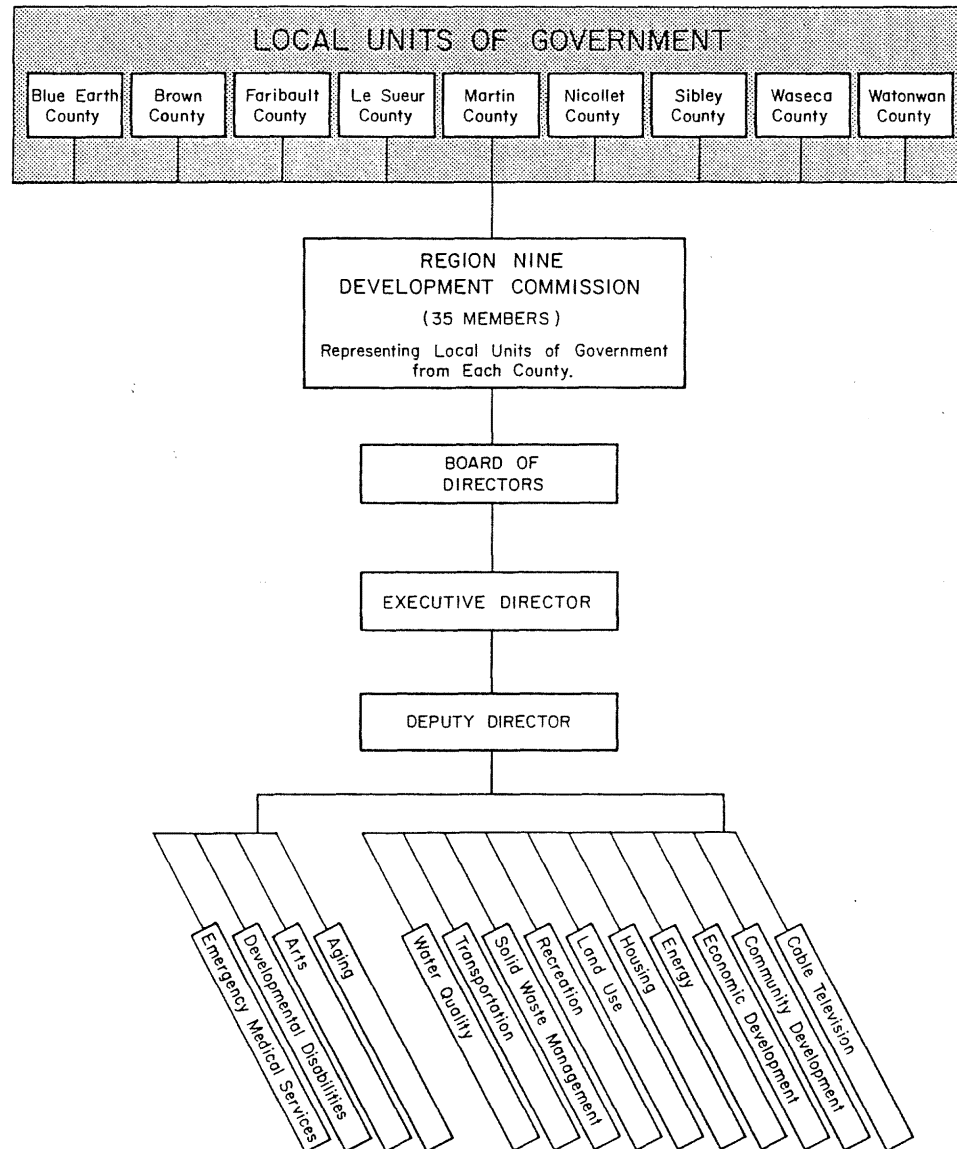 LOCAL UNITS OF GOVERNMENT
Blue Earth
County
Brown
County
Faribault
County
Le Sueur
County
Martin
County
Nicollet
County
Sibley
County
Waseca
County
Watonwan
County
REGION NINE
DEVELOPMENT COMMISSION
(35 MEMBERS)
Representing Local Units of Government
from Each County.
BOARD OF
DIRECTORS
EXECUTIVE DIRECTOR
DEPUTY DIRECTOR
Emergency Medical Services
Developmental Disabilities
Arts
Aging
Water Quality
Transportation
Solid Waste Management
Recreation
Land Use
Housing
Energy
Economic Development
Community Development
Cable Television